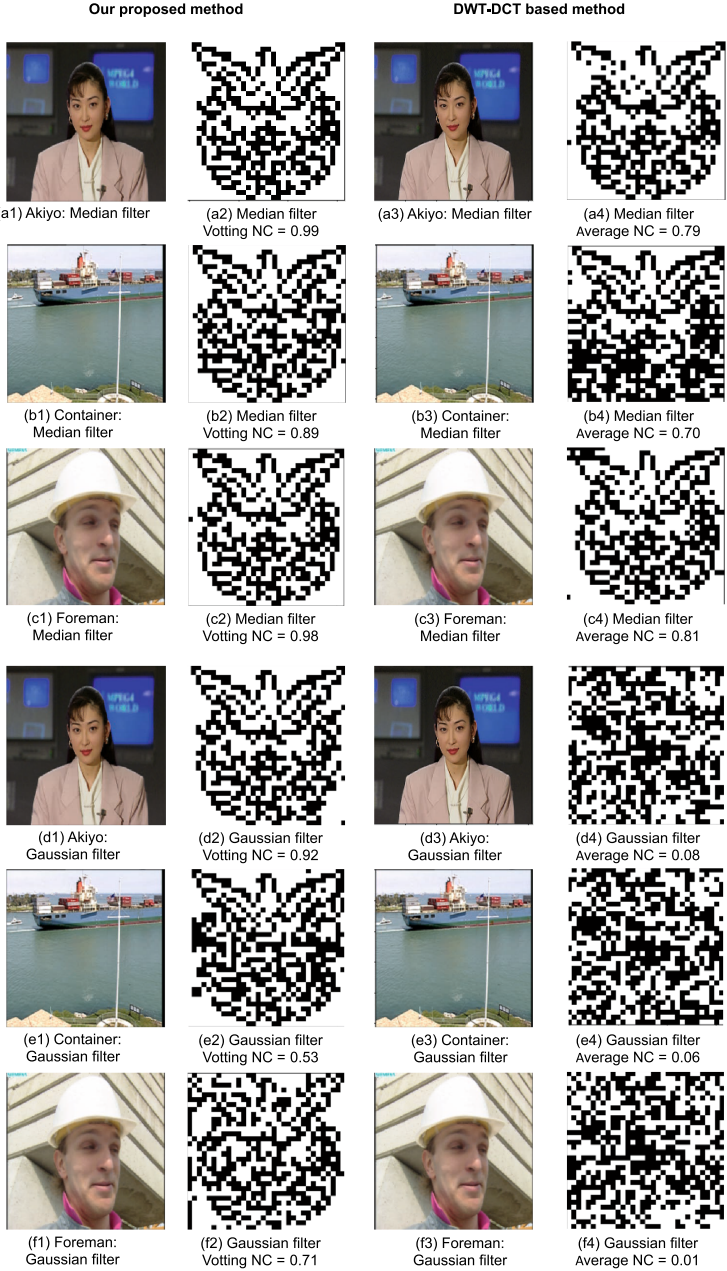 Our proposed method DWT-DCT based method
MPEG4 MPEG4
WORLD WORLD
a1) Akiyo: Median filter (a2) Median filter (a3) Akiyo: Median filter (a4) Median filter
Votting NC = 0.99 Average NC = 0.79
(b1) Container: (b2) Median filter (b3) Container: (b4) Median filter
Median filter Votting NC = 0.89 Median filter Average NC = 0.70
(c1) Foreman: (c2) Median filter (c3) Foreman: (c4) Median filter
Median filter Votting NC = 0.98 Median filter Average NC = 0.81
MPEG4 MPEG4
WORLD WORLD
(d1) Akiyo: (d2) Gaussian filter (d3) Akiyo: (d4) Gaussian filter
Gaussian filter Votting NC = 0.92 Gaussian filter Average NC = 0.08
(e1) Container: (e2) Gaussian filter (e3) Container: (e4) Gaussian filter
Gaussian filter Votting NC = 0.53 Gaussian filter Average NC = 0.06
(f1) Foreman: (f2) Gaussian filter (f3) Foreman: (f4) Gaussian filter
Gaussian filter Votting NC = 0.71 Gaussian filter Average NC = 0.01